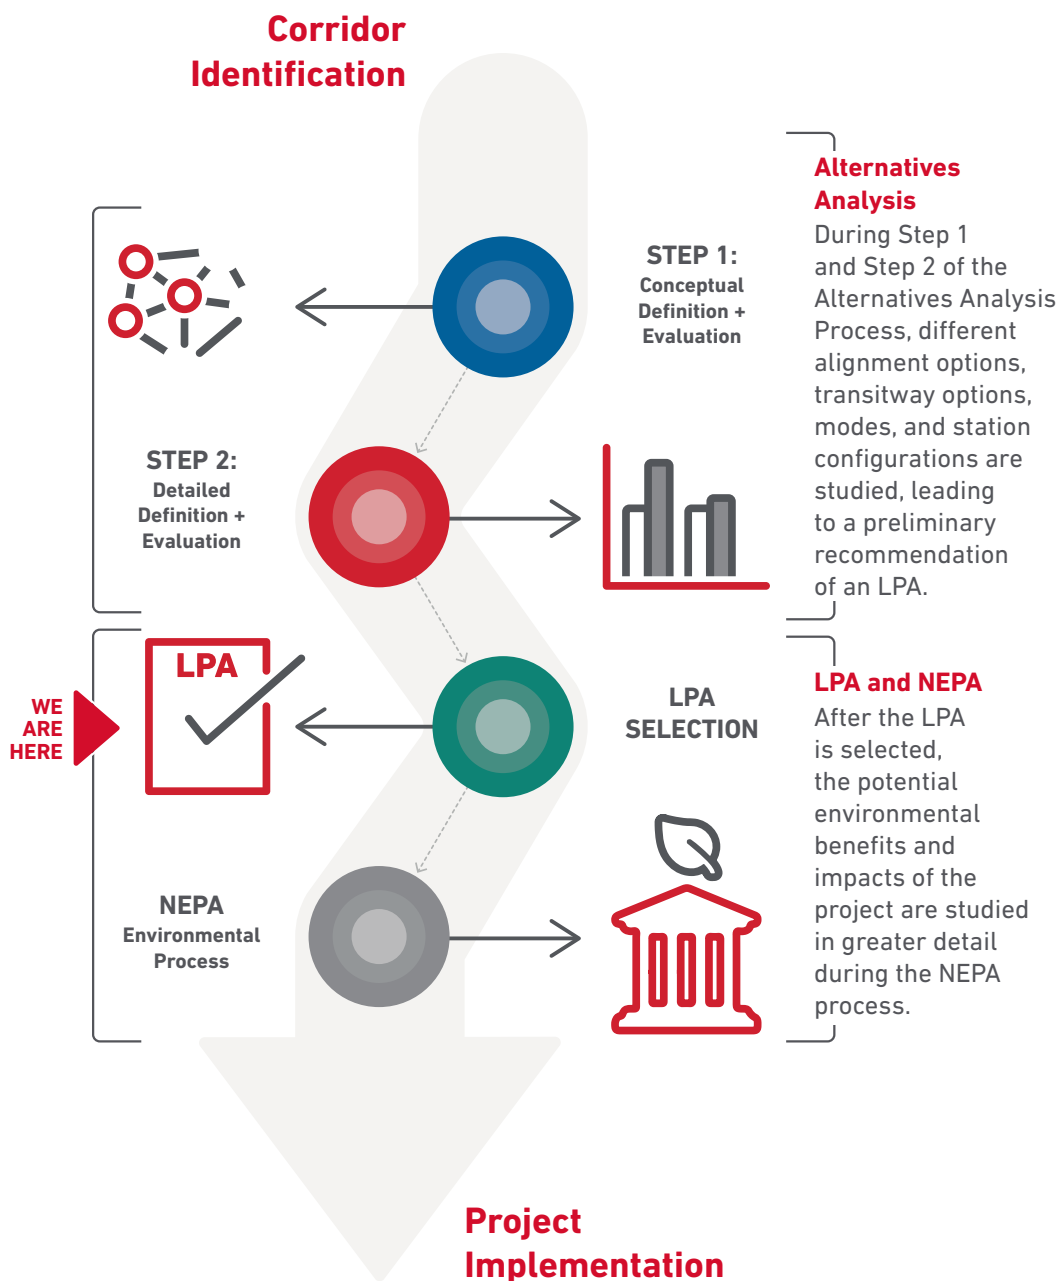 Corridor
Identification
STEP 1:
Conceptual
Definition +
Evaluation
Alternatives
Analysis
During Step 1
and Step 2 of the
Alternatives Analysis
Process, different
alignment options,
transitway options,
modes, and station
configurations are
studied, leading
to a preliminary
recommendation
of an LPA.
STEP 2:
Detailed
Definition +
Evaluation
WE
ARE
HERE
LPA
LPA
SELECTION
LPA and NEPA
After the LPA
is selected,
the potential
environmental
benefits and
impacts of the
project are studied
in greater detail
during the NEPA
process.
NEPA
Environmental
Process
Project
Implementation